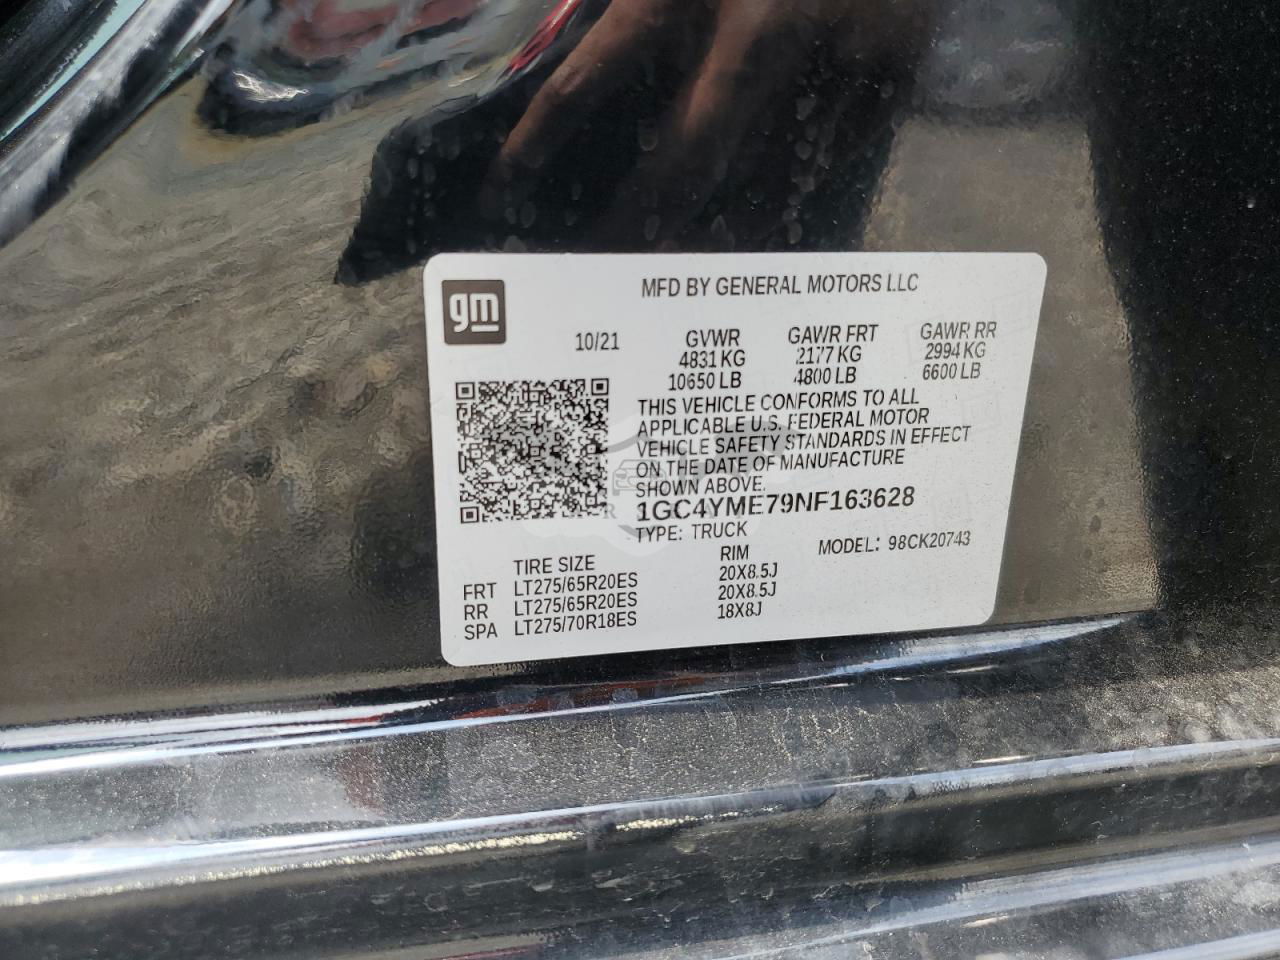 gm
MFD BY GENERAL MOTORS LLC
10/21 GVWR GAWR FRT GAWR RR
4831 KG 2177 KG 2994 KG
10650 LB 4800 LB 6600 LB
THIS VEHICLE CONFORMS TO ALL
APPLICABLE U.S. FEDERAL MOTOR
VEHICLE SAFETY STANDARDS IN EFFECT
ON THE DATE OF MANUFACTURE
SHOWN ABOVE.
1GC4YME79NF163628
TYPE: TRUCK MODEL: 98CK20743
TIRE SIZE RIM
FRT LT275/65R20ES 20X8.5J
RR LT275/65R20ES 20X8.5J
SPA LT275/70R18ES 18X8J